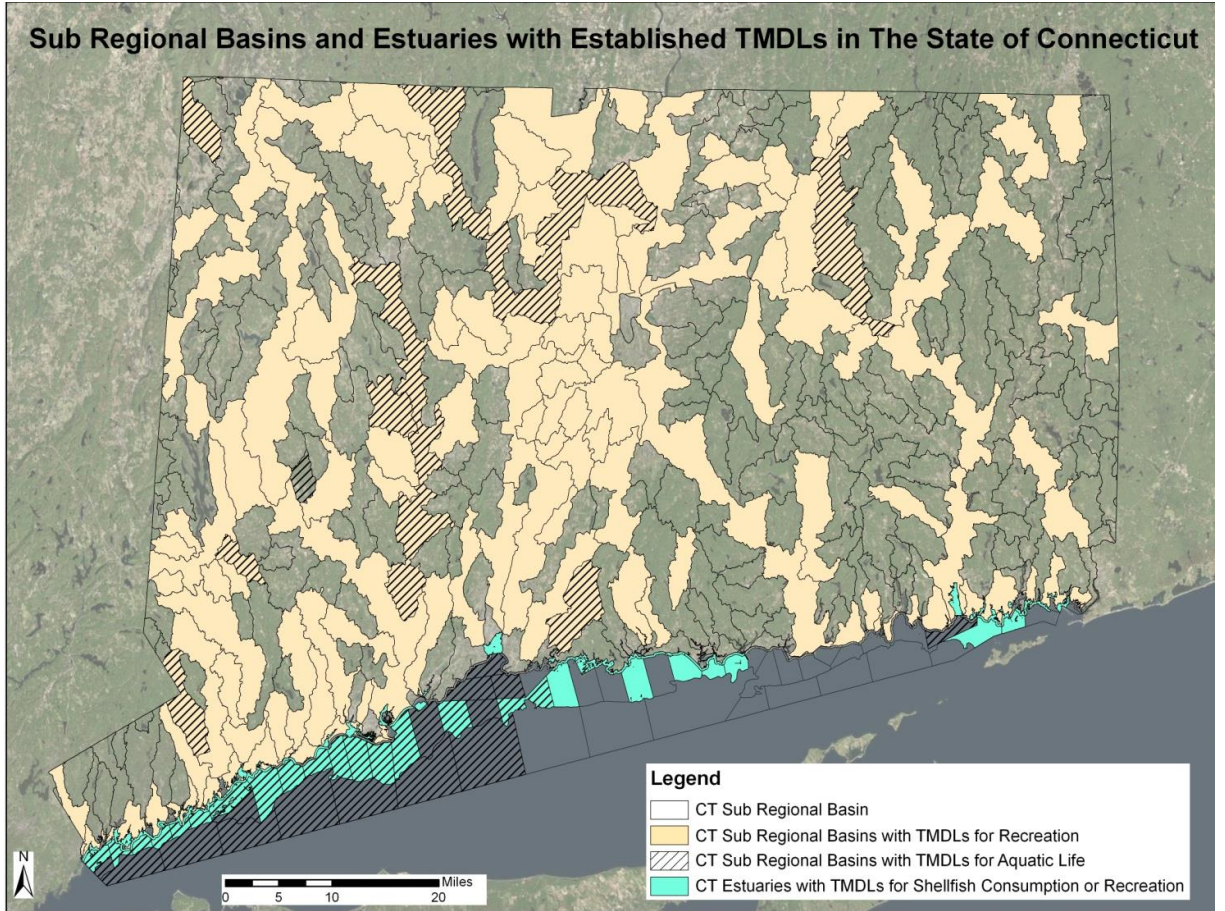 Sub Regional Basins and Estuaries with Established TMDLs in The State of Connecticut
Legend
CT Sub Regional Basin
CT Sub Regional Basins with TMDLs for Recreation
CT Sub Regional Basins with TMDLs for Aquatic Life
CT Estuaries with TMDLs for Shellfish Consumption or Recreation
N
Miles
0 5 10 20